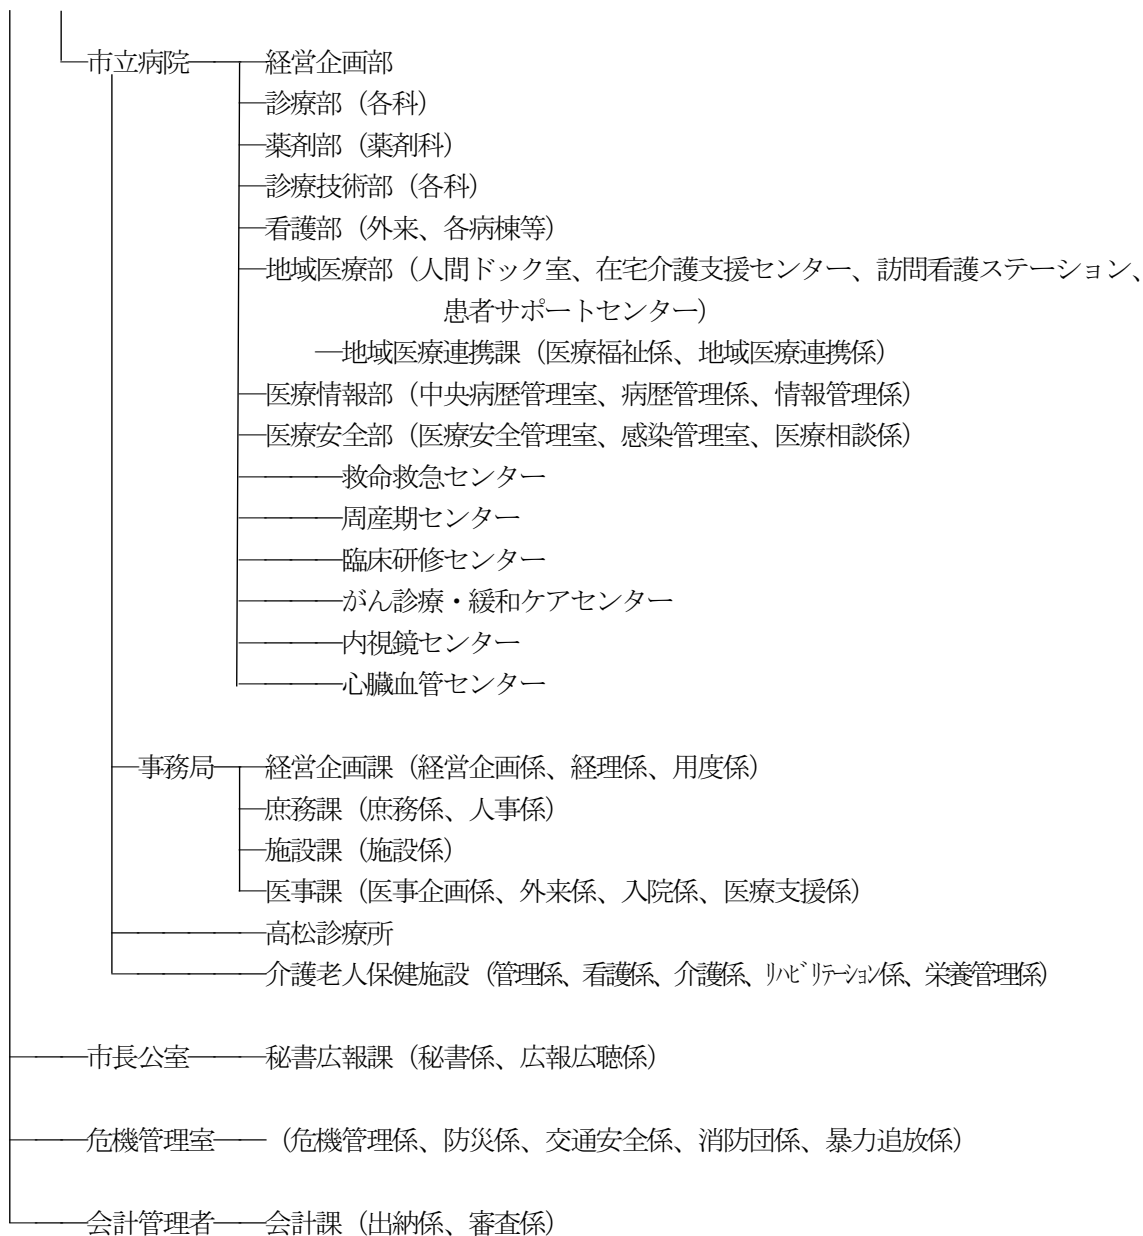 市立病院 経営企画部
診療部（各科）
薬剤部（薬剤科）
診療技術部（各科）
看護部（外来、各病棟等）
地域医療部（人間ドック室、在宅介護支援センター、訪問看護ステーション、
患者サポートセンター）
地域医療連携課（医療福祉係、地域医療連携係）
医療情報部（中央病歴管理室、病歴管理係、情報管理係）
医療安全部（医療安全管理室、感染管理室、医療相談係）
救命救急センター
周産期センター
臨床研修センター
がん診療・緩和ケアセンター
内視鏡センター
心臓血管センター
事務局 経営企画課（経営企画係、経理係、用度係）
庶務課（庶務係、人事係）
施設課（施設係）
医事課（医事企画係、外来係、入院係、医療支援係）
高松診療所
介護老人保健施設（管理係、看護係、介護係、ﾘﾊﾋﾞﾘﾃｰｼｮﾝ係、栄養管理係）
市長公室 秘書広報課（秘書係、広報広聴係）
危機管理室 （危機管理係、防災係、交通安全係、消防団係、暴力追放係）
会計管理者 会計課（出納係、審査係）